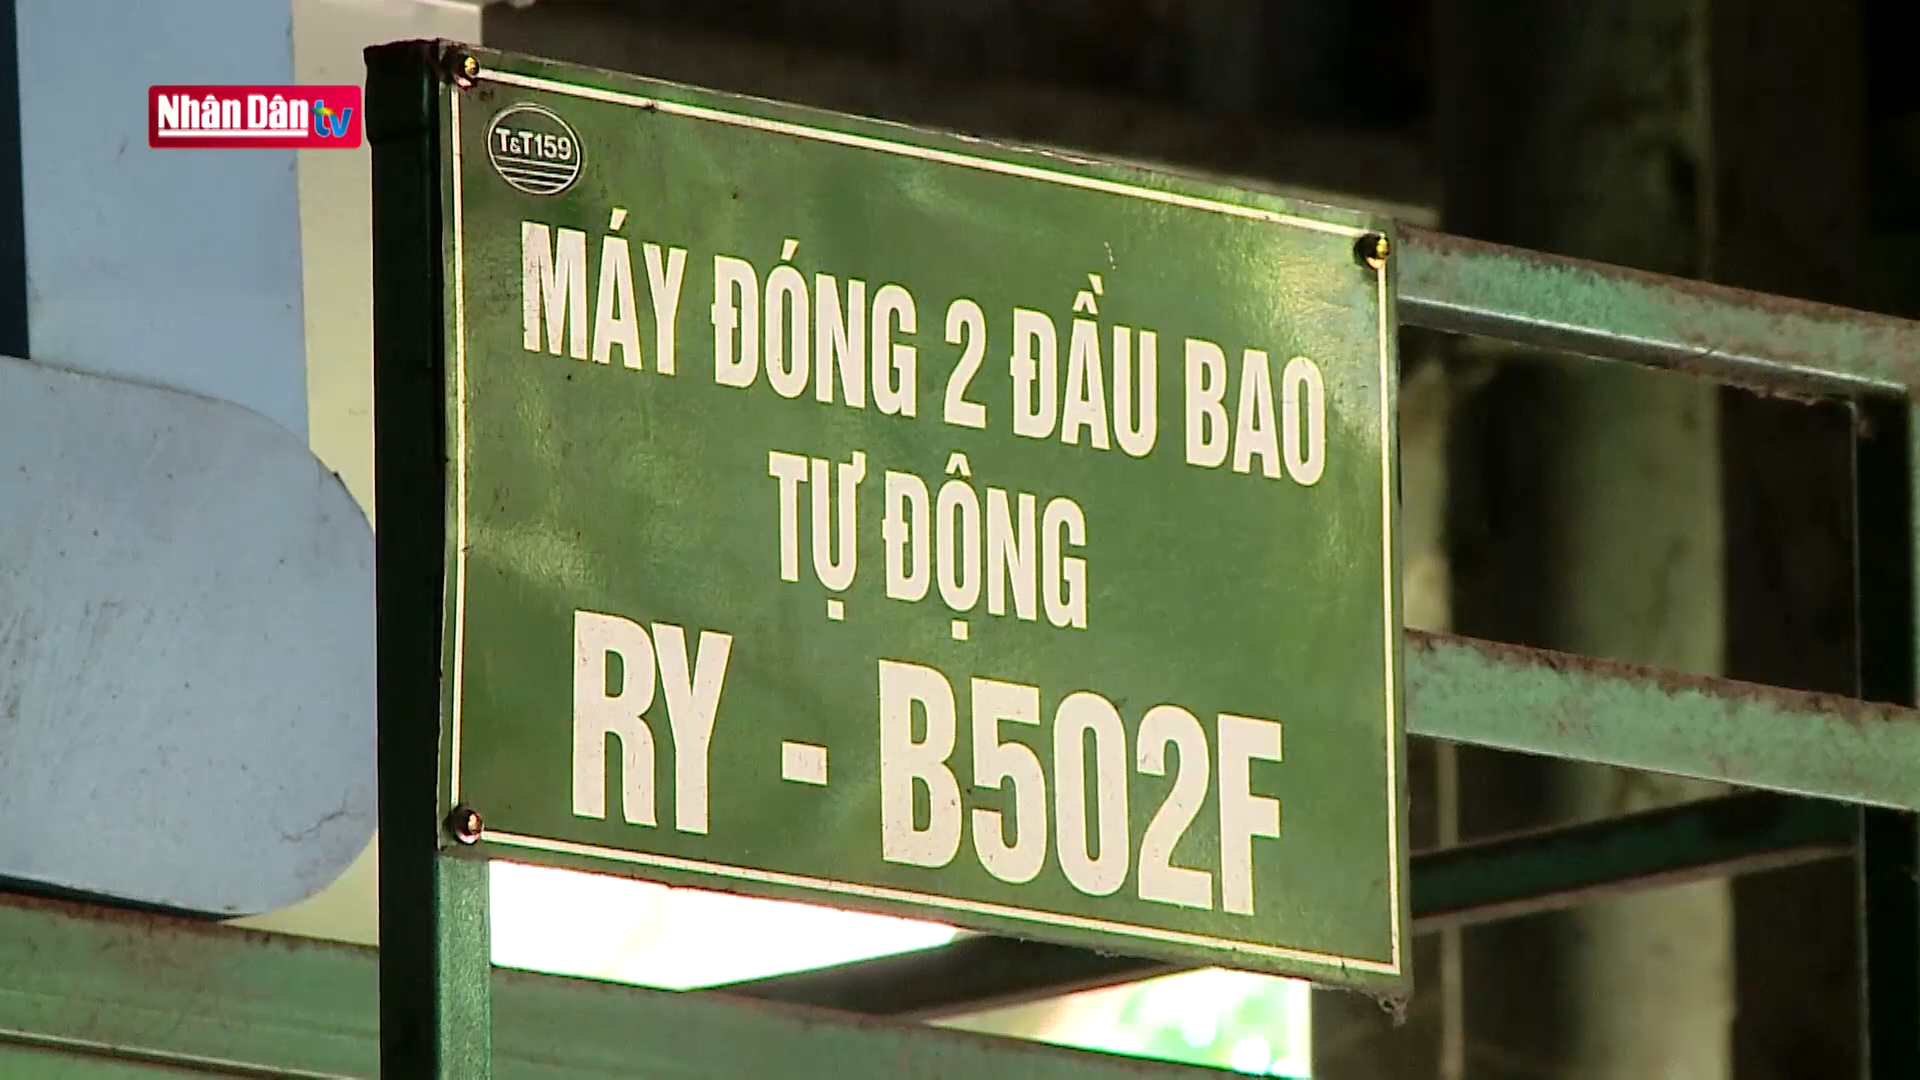 Nhân Dân tv
T&T159
MÁY ĐÓNG 2 ĐẦU BAO
TỰ ĐỘNG
RY - B502F